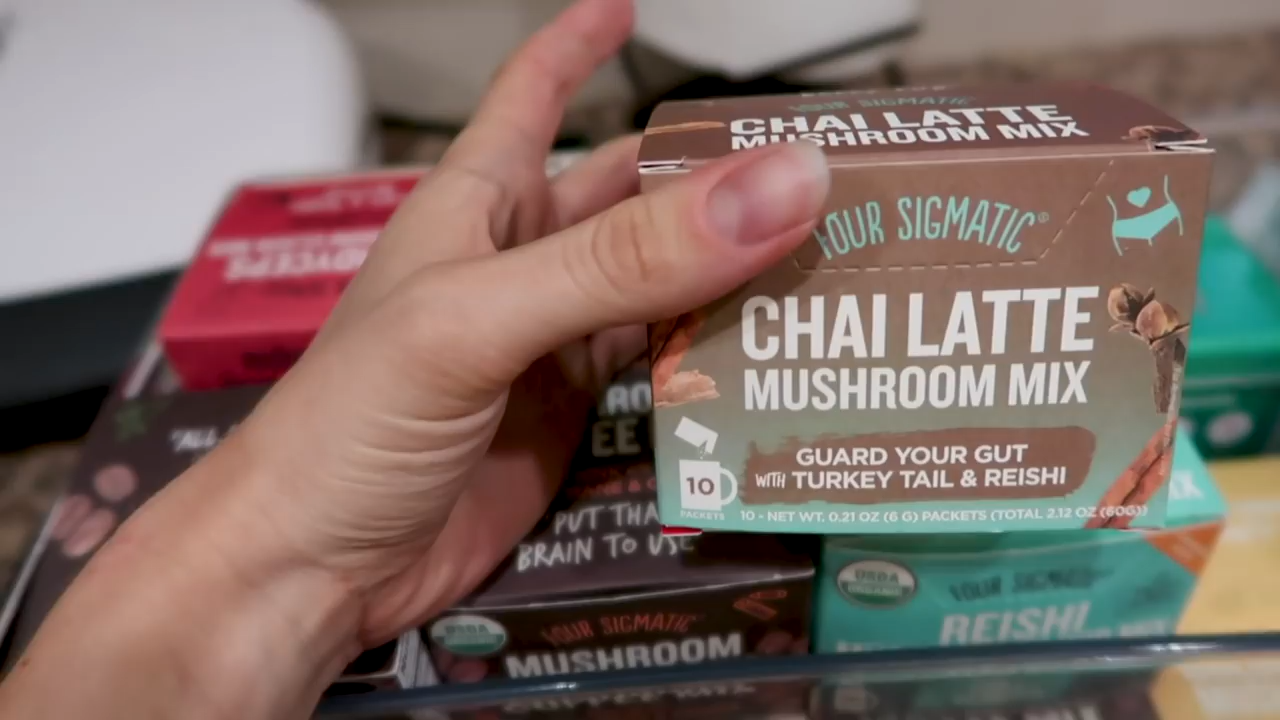 FOUR SIGMATIC
CHAI LATTE
MUSHROOM MIX
FOUR SIGMATIC®
CHAI LATTE
MUSHROOM MIX
GUARD YOUR GUT
WITH TURKEY TAIL & REISHI
10
PACKETS
10 - NET WT. 0.21 OZ (6 G) PACKETS (TOTAL 2.12 OZ (60G))
"ALL
PUT THA
BRAIN TO USE
USDA
ORGANIC
FOUR SIGMATIC
MUSHROOM
USDA
ORGANIC
FOUR SIGMATIC
REISHI